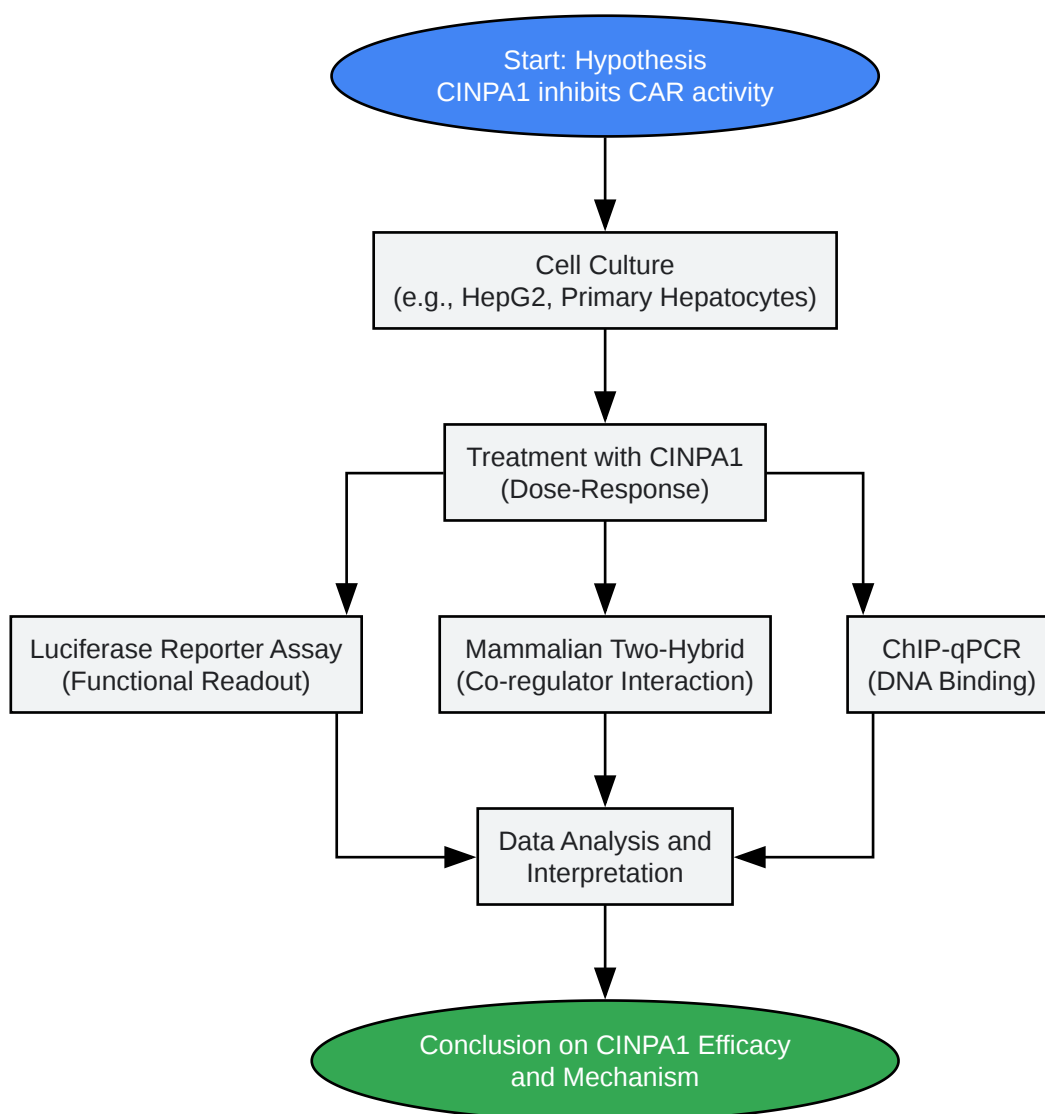 Start: Hypothesis
CINPA1 inhibits CAR activity
Cell Culture
(e.g., HepG2, Primary Hepatocytes)
Treatment with CINPA1
(Dose-Response)
Luciferase Reporter Assay
(Functional Readout)
Mammalian Two-Hybrid
(Co-regulator Interaction)
ChIP-qPCR
(DNA Binding)
Data Analysis and
Interpretation
Conclusion on CINPA1 Efficacy
and Mechanism